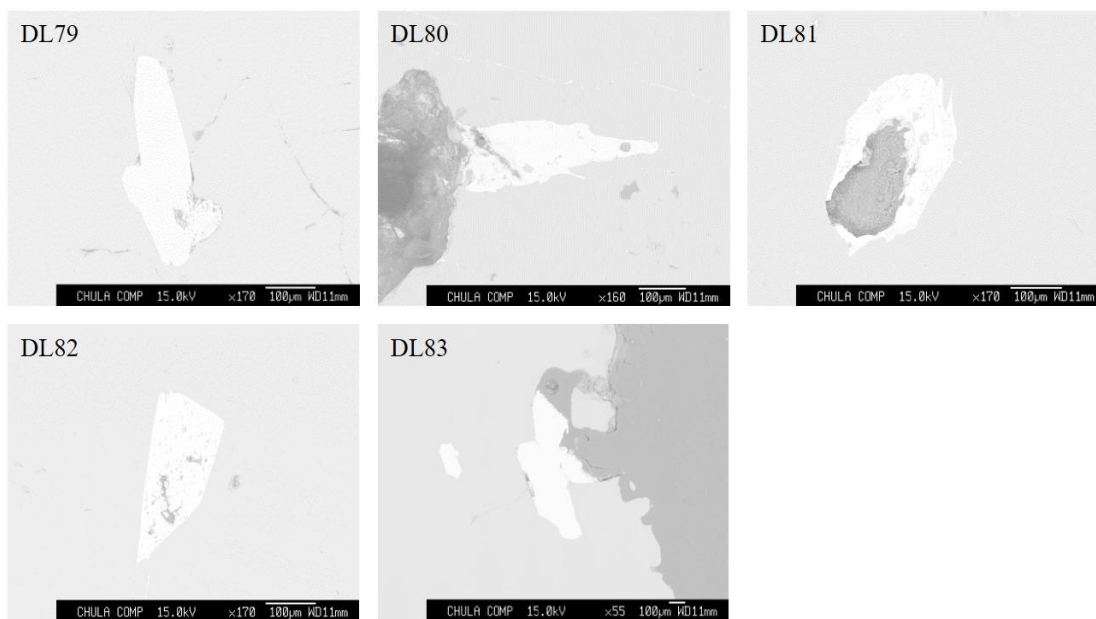 DL79
CHULA COMP 15.0kV ×170 100μm WD11mm
DL80
CHULA COMP 15.0kV ×160 100μm WD11mm
DL81
CHULA COMP 15.0kV ×170 100μm WD11mm
DL82
CHULA COMP 15.0kV ×170 100μm WD11mm
DL83
CHULA COMP 15.0kV ×55 100μm WD11mm